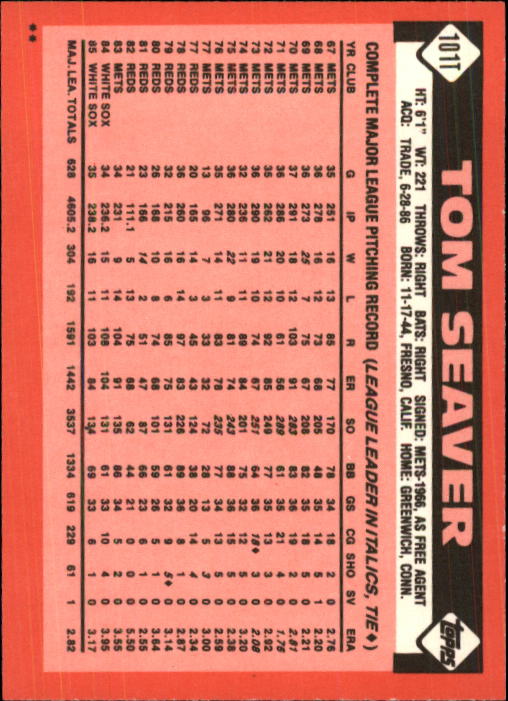 101T
TOM SEAVER
TOPPS
HT: 6'1" WT: 221 THROWS: RIGHT BATS: RIGHT SIGNED: METS-1966, AS FREE AGENT
ACQ: TRADE, 6-28-86 BORN: 11-17-44, FRESNO, CALIF. HOME: GREENWICH, CONN.
COMPLETE MAJOR LEAGUE PITCHING RECORD (LEAGUE LEADER IN ITALICS, TIE♦)
YR CLUB G IP W L R ER SO BB GS CG SHO SV ERA
67 METS 35 251 16 13 85 77 170 78 34 18 2 0 2.76
68 METS 36 278 16 12 73 68 205 48 35 14 5 1 2.20
69 METS 36 273 25 7 75 67 208 82 35 18 5 0 2.21
70 METS 37 291 18 12 103 91 283 83 36 19 2 0 2.81
71 METS 36 286 20 10 61 56 289 61 35 21 4 0 1.76
72 METS 35 262 21 12 92 85 249 77 35 13 3 0 2.92
73 METS 36 290 19 10 74 67 251 64 36 18♦ 3 0 2.08
74 METS 32 236 11 11 89 84 201 75 32 12 5 0 3.20
75 METS 36 280 22 9 81 74 243 88 36 15 5 0 2.38
76 METS 35 271 14 11 83 78 235 77 34 13 5 0 2.59
77 METS 13 96 7 3 33 32 72 28 13 5 3 0 3.00
77 REDS 20 165 14 3 45 43 124 38 20 14 4 0 2.34
78 REDS 36 260 16 14 97 83 226 89 36 8 1 0 2.87
79 REDS 32 215 16 6 85 75 131 61 32 9 5♦ 0 3.14
80 REDS 26 168 10 8 74 68 101 59 26 5 1 0 3.64
81 REDS 23 166 14 2 51 47 87 66 23 6 1 0 2.55
82 REDS 21 111.1 5 13 75 68 62 44 21 0 0 0 5.50
83 METS 34 231 9 14 104 91 135 86 34 5 2 0 3.55
84 WHITE SOX 34 236.2 15 11 108 104 131 61 33 10 4 0 3.95
85 WHITE SOX 35 238.2 16 11 103 84 134 69 33 6 1 0 3.17
MAJ. LEA. TOTALS 628 4605.2 304 192 1591 1442 3537 1334 619 229 61 1 2.82
**